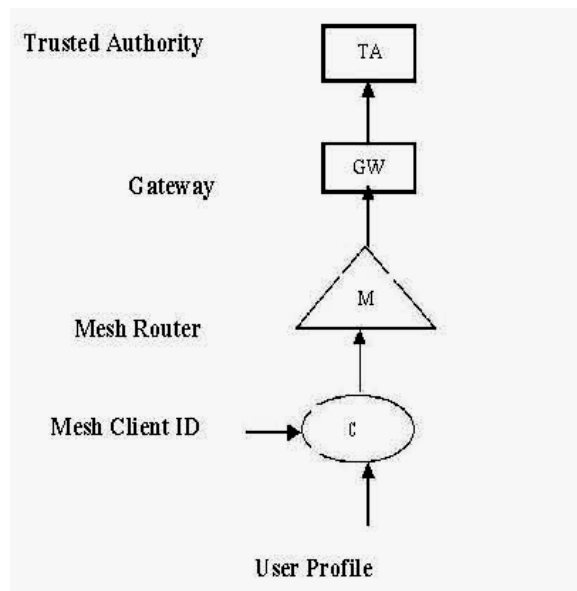 Trusted Authority
TA
Gateway
GW
Mesh Router
M
Mesh Client ID
C
User Profile